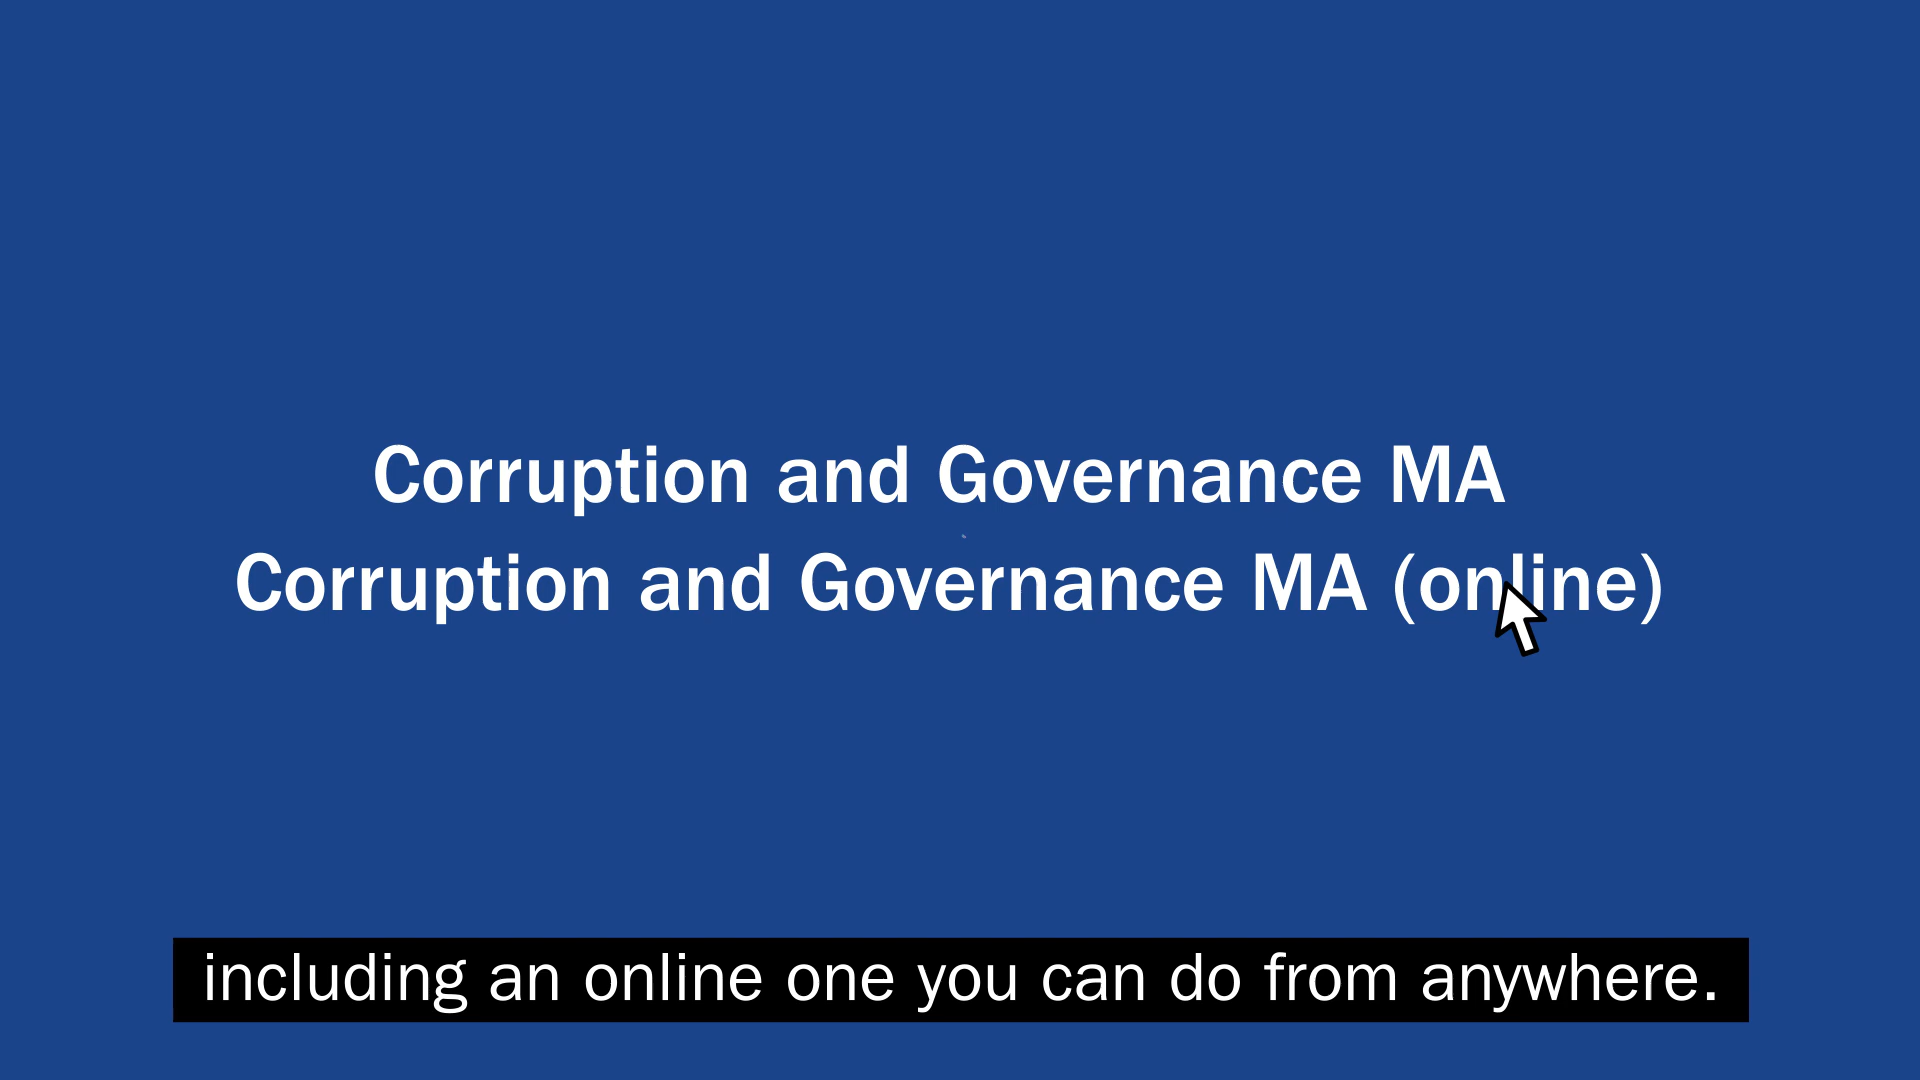 Corruption and Governance MA
Corruption and Governance MA (online)
including an online one you can do from anywhere.